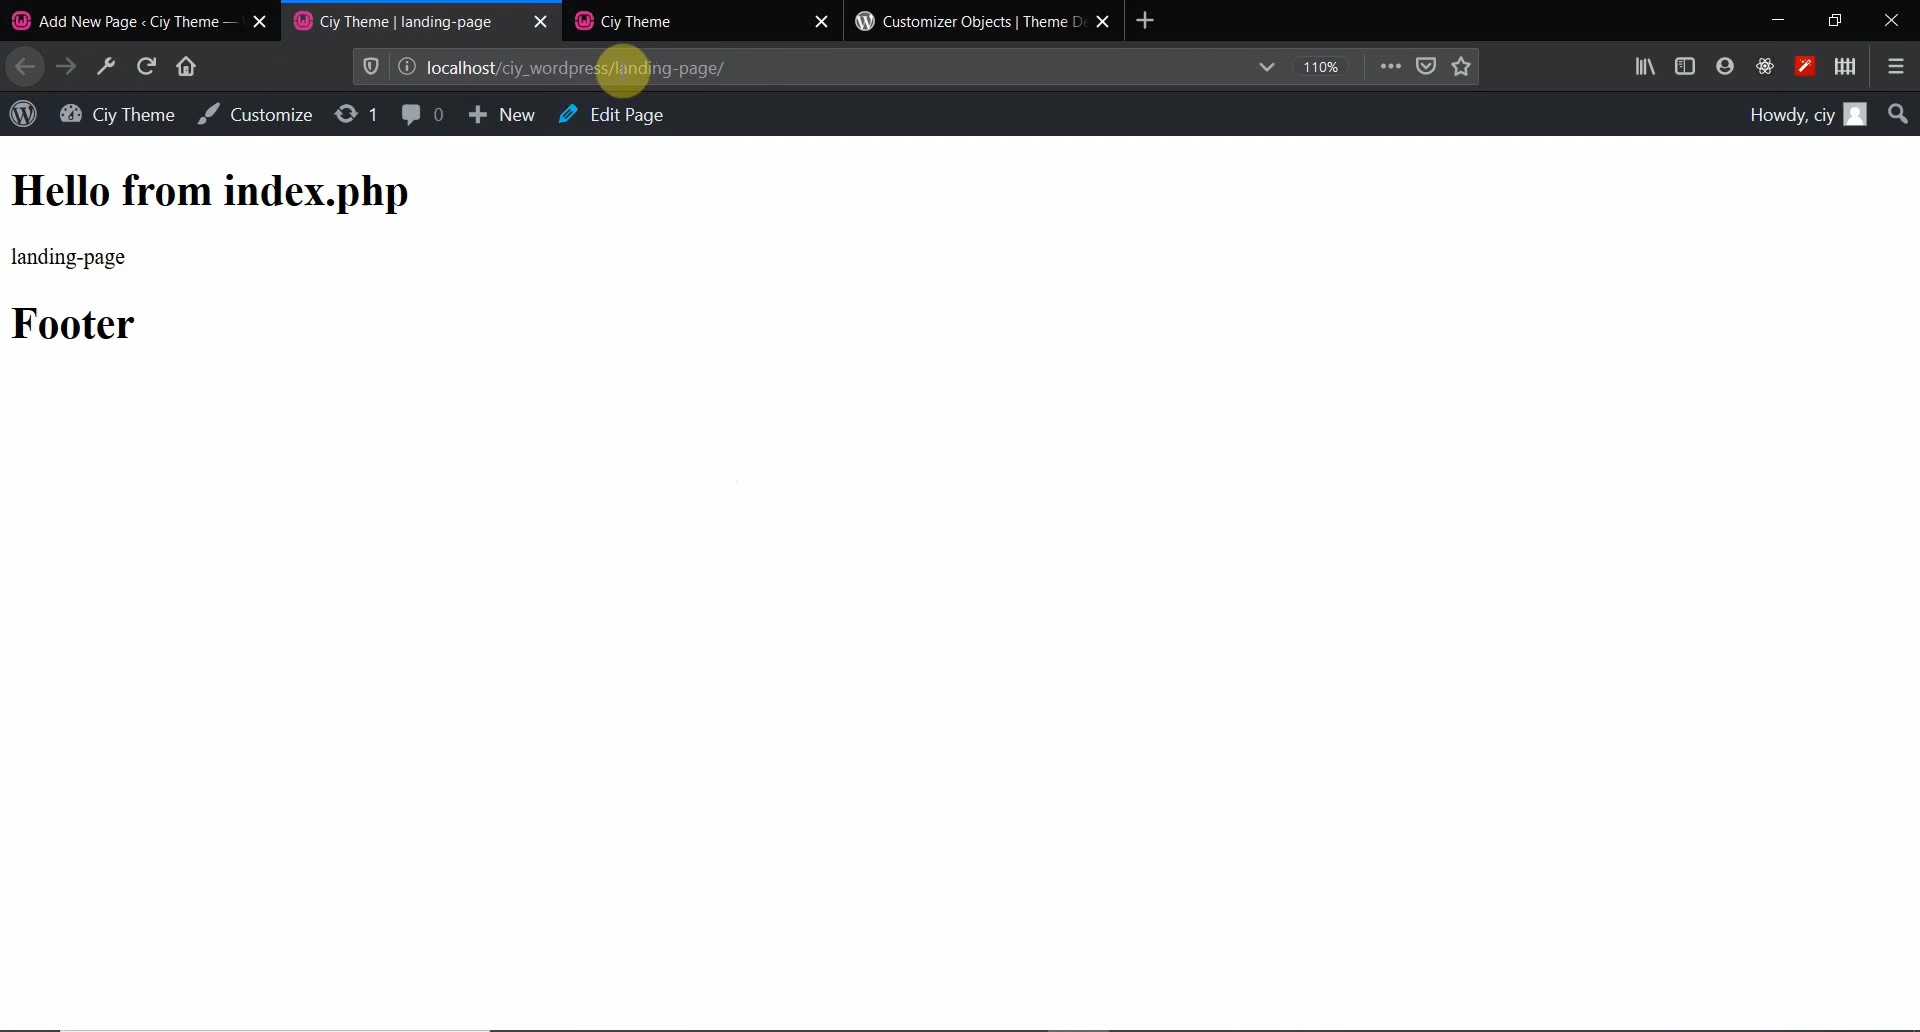 Add New Page ‹ Ciy Theme —
Ciy Theme | landing-page
Ciy Theme
Customizer Objects | Theme De
localhost/ciy_wordpress/landing-page/
110%
Ciy Theme
Customize
1
0
New
Edit Page
Howdy, ciy
Hello from index.php
landing-page
Footer